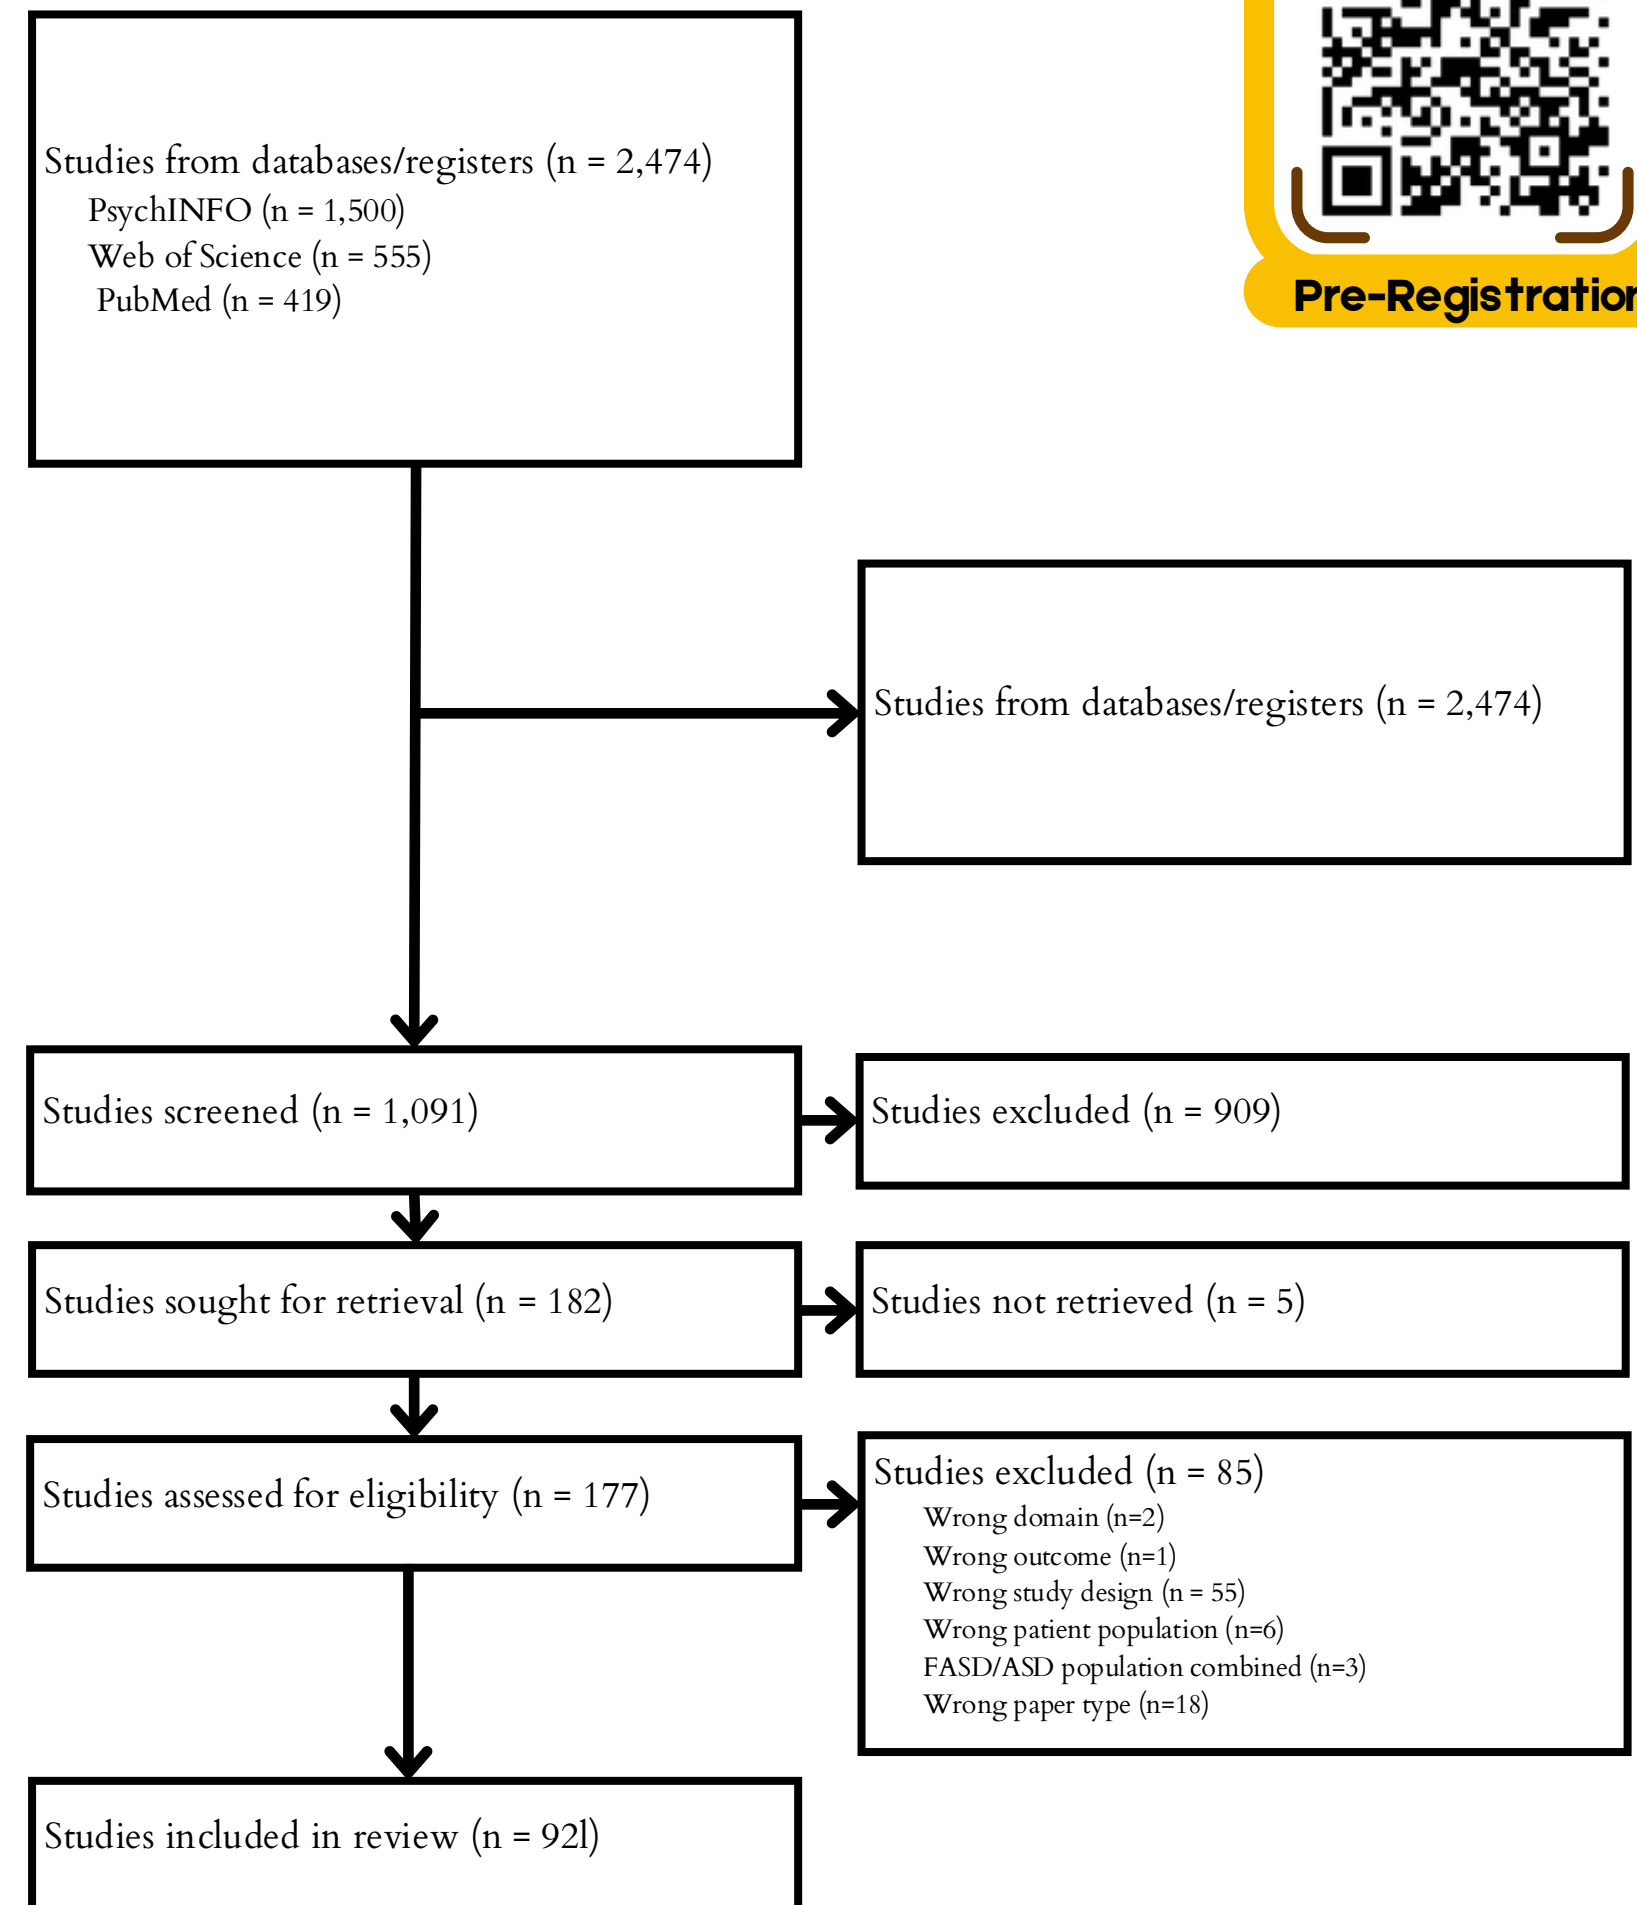 Studies from databases/registers (n = 2,474)
PsychINFO (n = 1,500)
Web of Science (n = 555)
PubMed (n = 419)
Pre-Registration
Studies from databases/registers (n = 2,474)
Studies screened (n = 1,091)
Studies excluded (n = 909)
Studies sought for retrieval (n = 182)
Studies not retrieved (n = 5)
Studies assessed for eligibility (n = 177)
Studies excluded (n = 85)
Wrong domain (n=2)
Wrong outcome (n=1)
Wrong study design (n = 55)
Wrong patient population (n=6)
FASD/ASD population combined (n=3)
Wrong paper type (n=18)
Studies included in review (n = 92l)